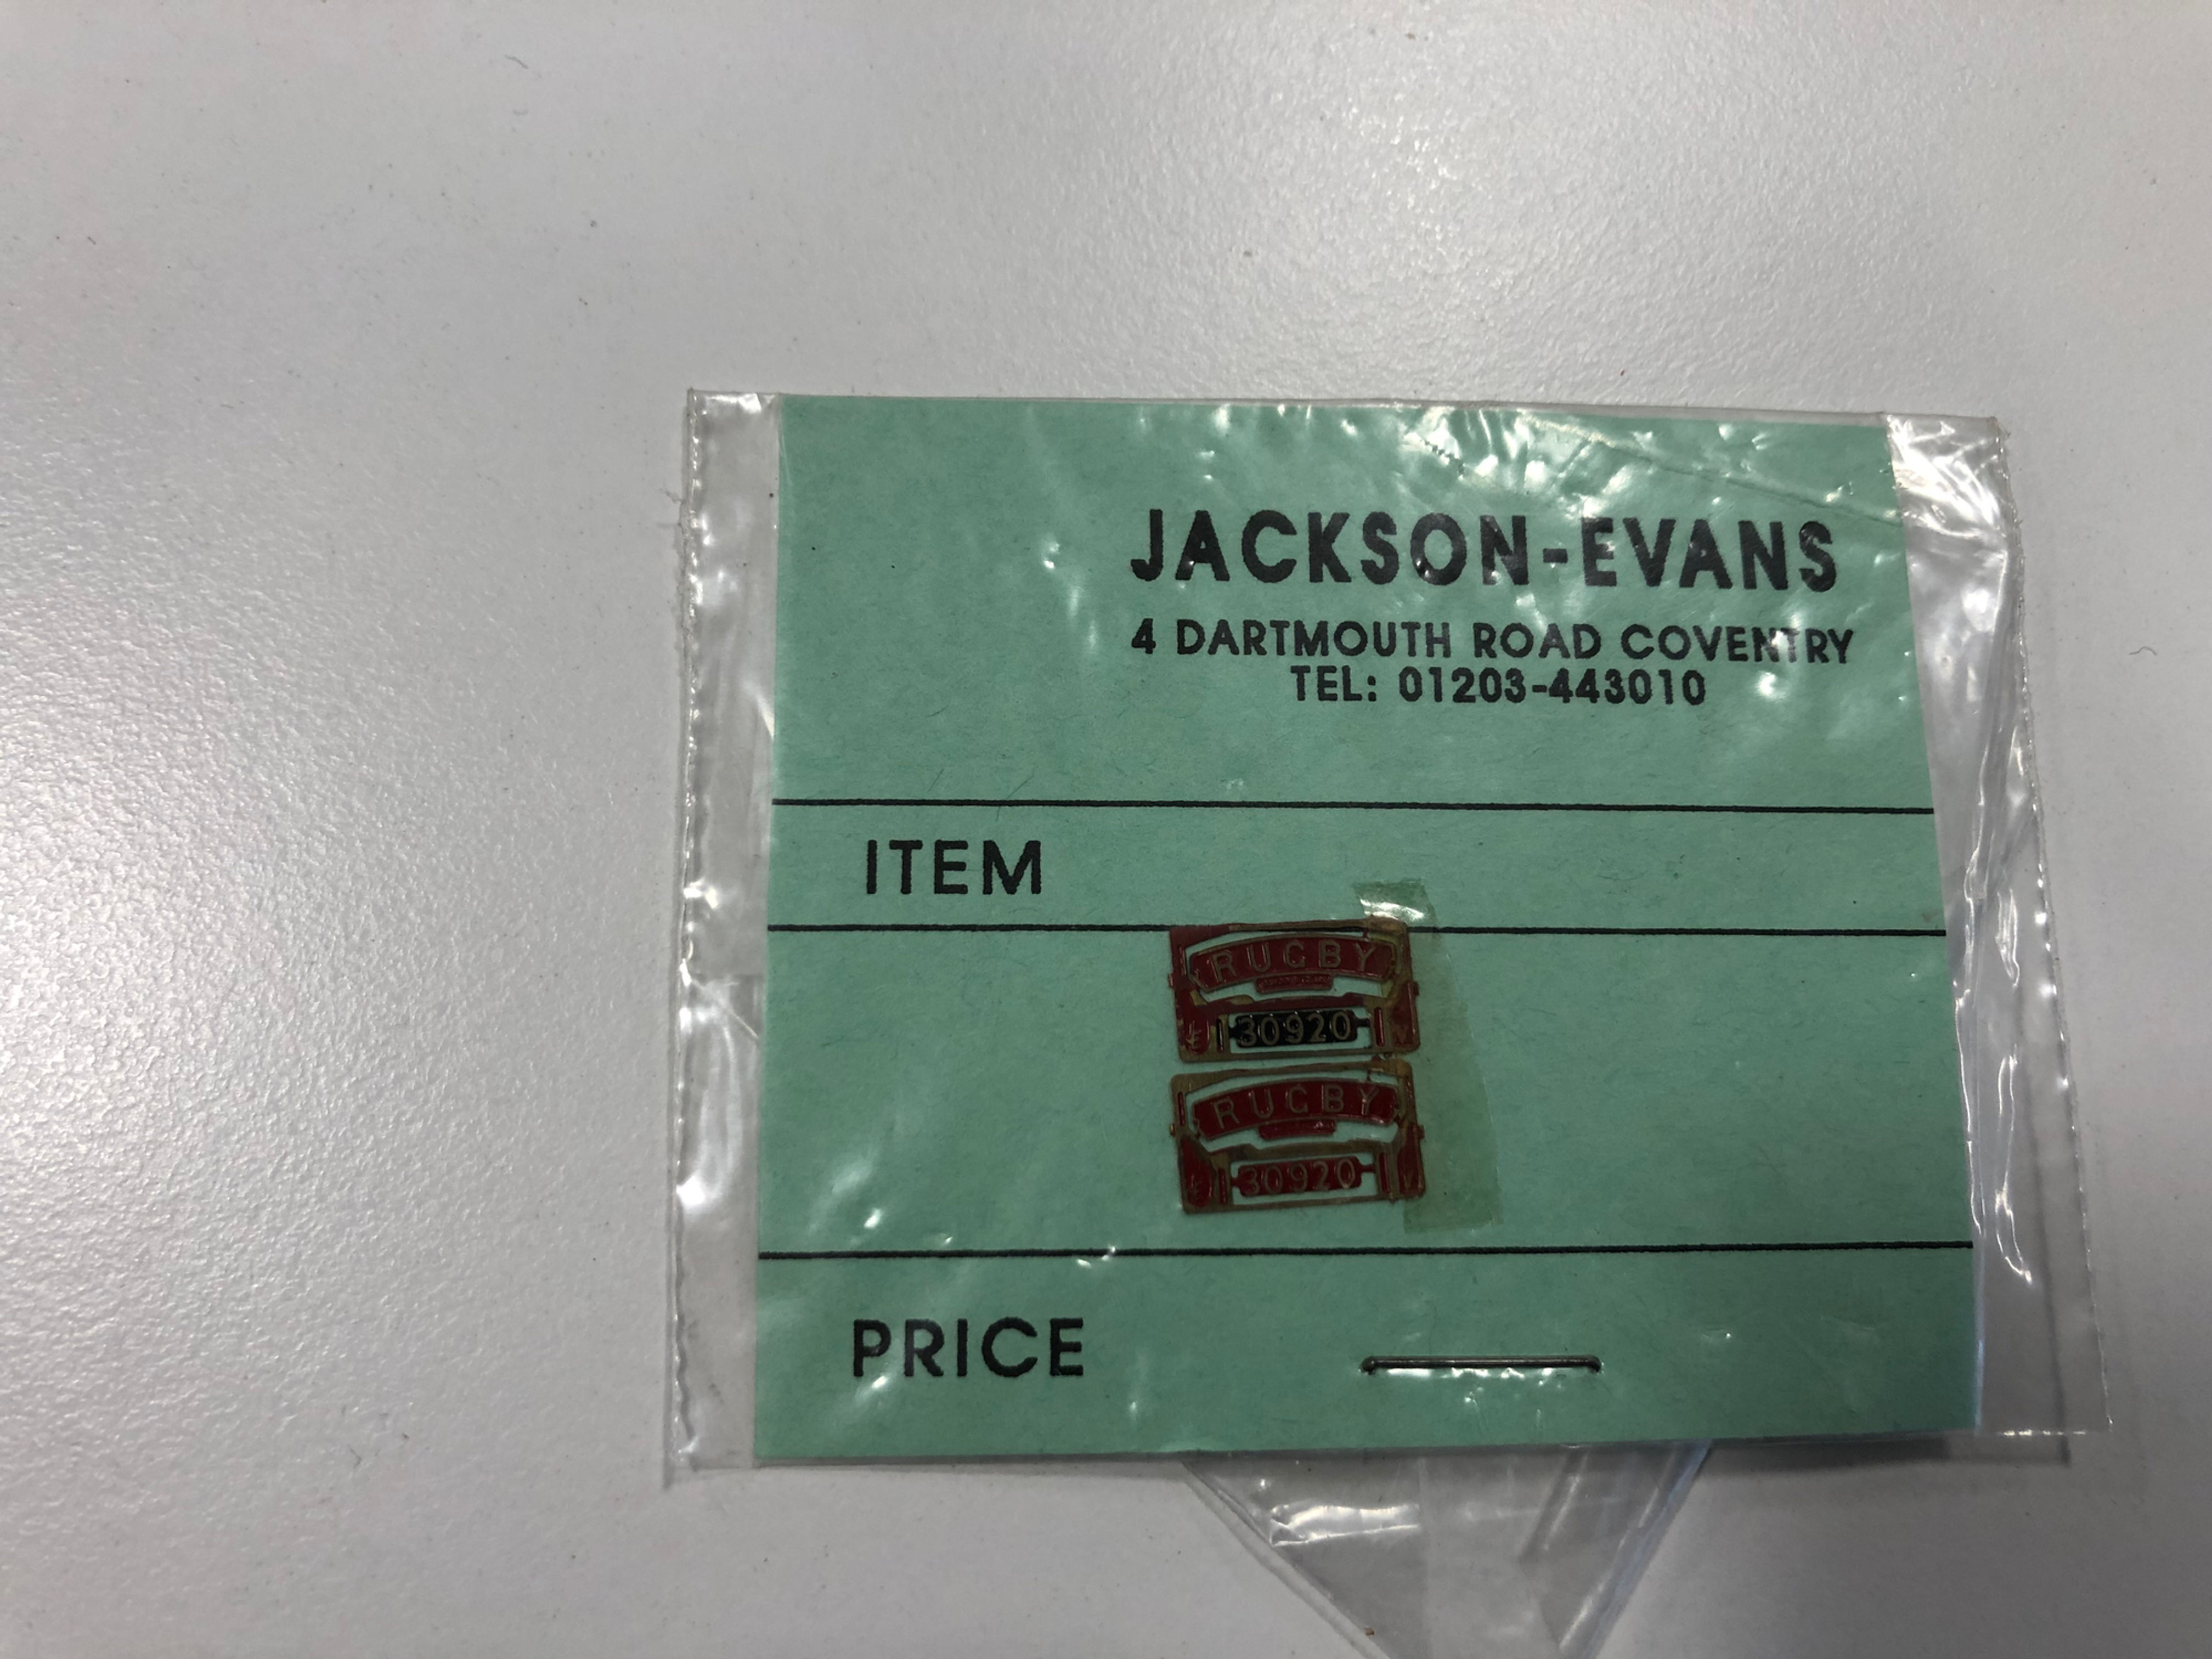 JACKSON-EVANS
4 DARTMOUTH ROAD COVENTRY
TEL: 01203-443010
ITEM
RUGBY
30920
RUGBY
30920
PRICE